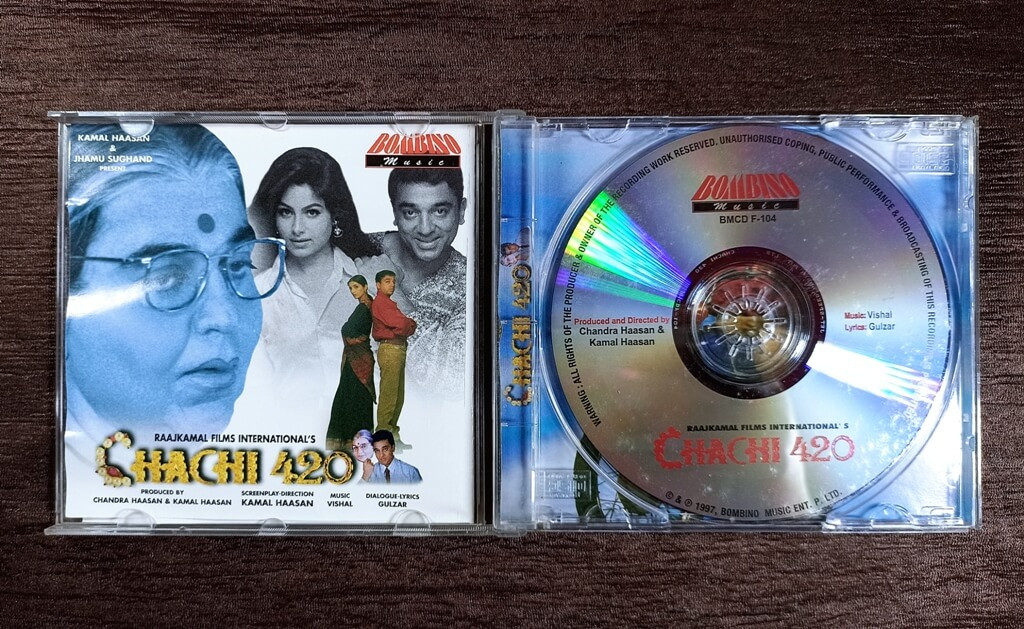 KAMAL HAASAN
&
JHAMU SUGHAND
PRESENT
BOMBINO
Music
RAAJKAMAL FILMS INTERNATIONAL'S
CHACHI 420
PRODUCED BY
CHANDRA HAASAN & KAMAL HAASAN
SCREENPLAY-DIRECTION
KAMAL HAASAN
MUSIC
VISHAL
DIALOGUE-LYRICS
GULZAR
CHACHI 420
WARNING: ALL RIGHTS OF THE PRODUCER & OWNER OF THE RECORDING WORK RESERVED. UNAUTHORISED COPING, PUBLIC PERFORMANCE & BROADCASTING OF THIS RECORD
BOMBINO
Music
BMCD F-104
Produced and Directed by
Chandra Haasan &
Kamal Haasan
Music: Vishal
Lyrics: Gulzar
RAAJKAMAL FILMS INTERNATIONAL' S
CHACHI 420
© & ℗ 1997, BOMBINO MUSIC ENT. P. LTD.